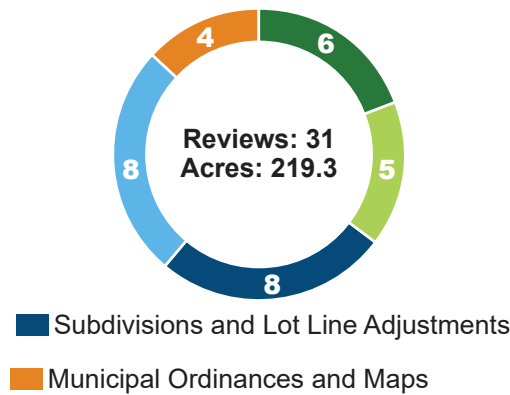 4
6
8
Reviews: 31
Acres: 219.3
5
8
Subdivisions and Lot Line Adjustments
Municipal Ordinances and Maps